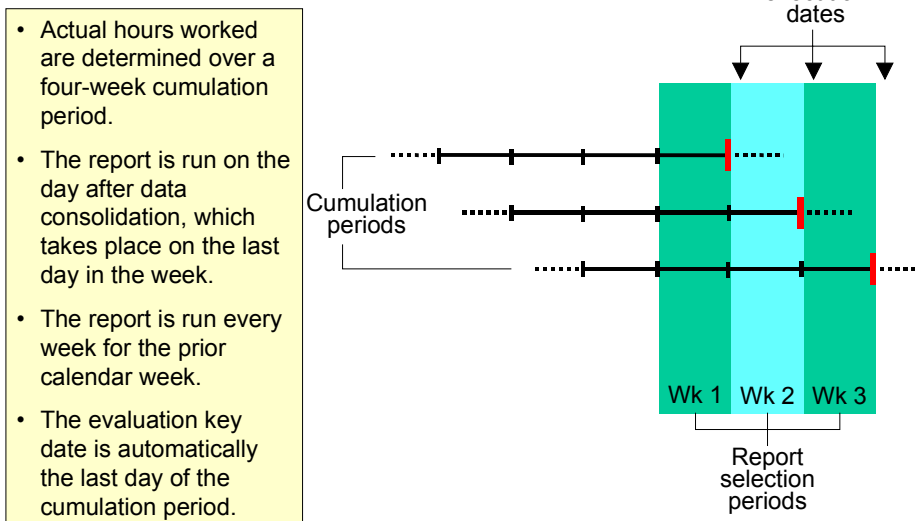 • Actual hours worked
are determined over a
four-week cumulation
period.
• The report is run on the
day after data
consolidation, which
takes place on the last
day in the week.
• The report is run every
week for the prior
calendar week.
• The evaluation key
date is automatically
the last day of the
cumulation period.
dates
Cumulation
periods
Wk 1 Wk 2 Wk 3
Report
selection
periods